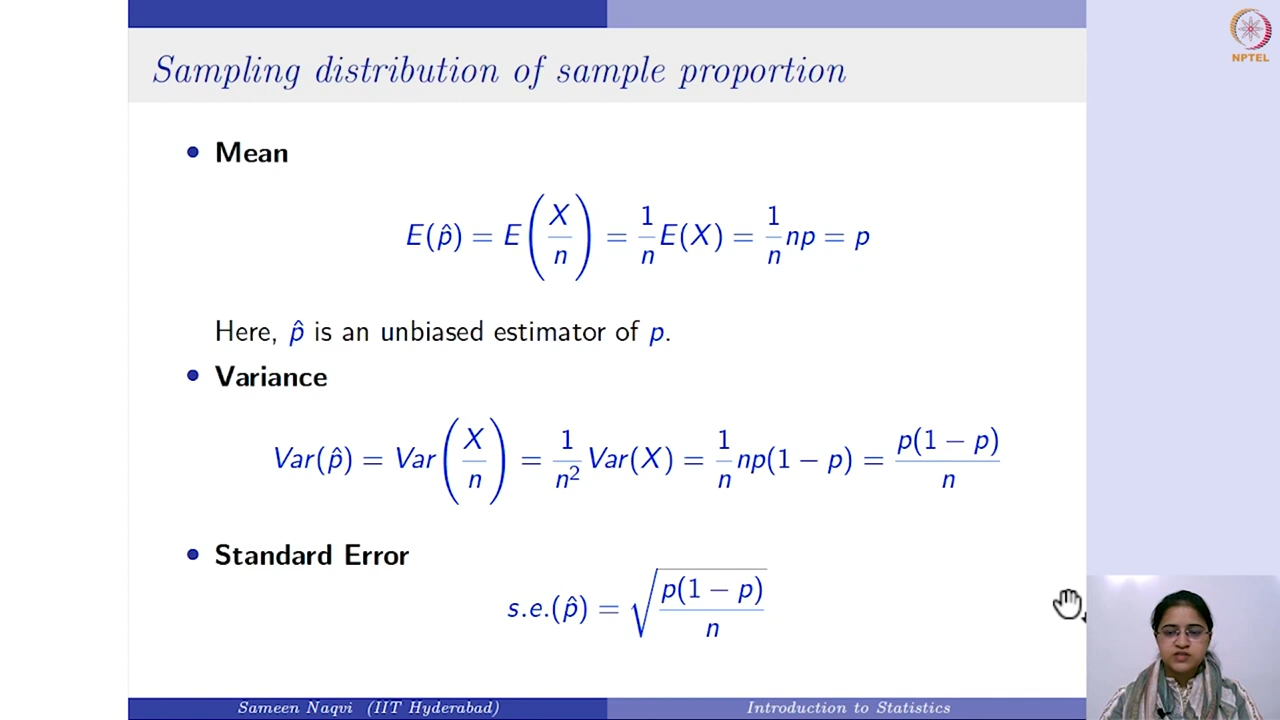 NPTEL
Sampling distribution of sample proportion
• Mean
E(p̂) = E(X/n) = 1/n E(X) = 1/n np = p
Here, p̂ is an unbiased estimator of p.
• Variance
Var(p̂) = Var(X/n) = 1/n² Var(X) = 1/n np(1 − p) = p(1 − p)/n
• Standard Error
s.e.(p̂) = √(p(1 − p)/n)
Sameen Naqvi (IIT Hyderabad)
Introduction to Statistics